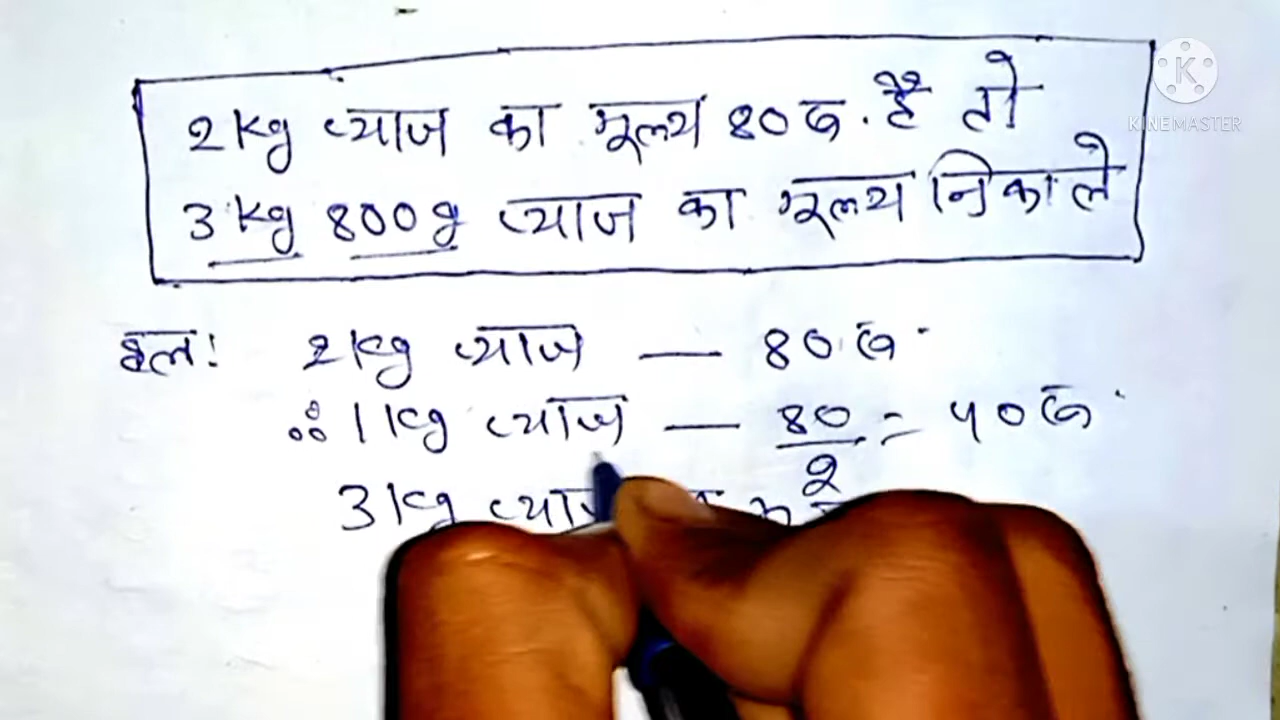 2kg प्याज का मूल्य 80रु. है तो
3kg 800g प्याज का मूल्य निकाले
हल! 2kg प्याज — 80रु.
∴ 1kg प्याज — 80/2 = 40रु.
3kg प्याज
KINEMASTER